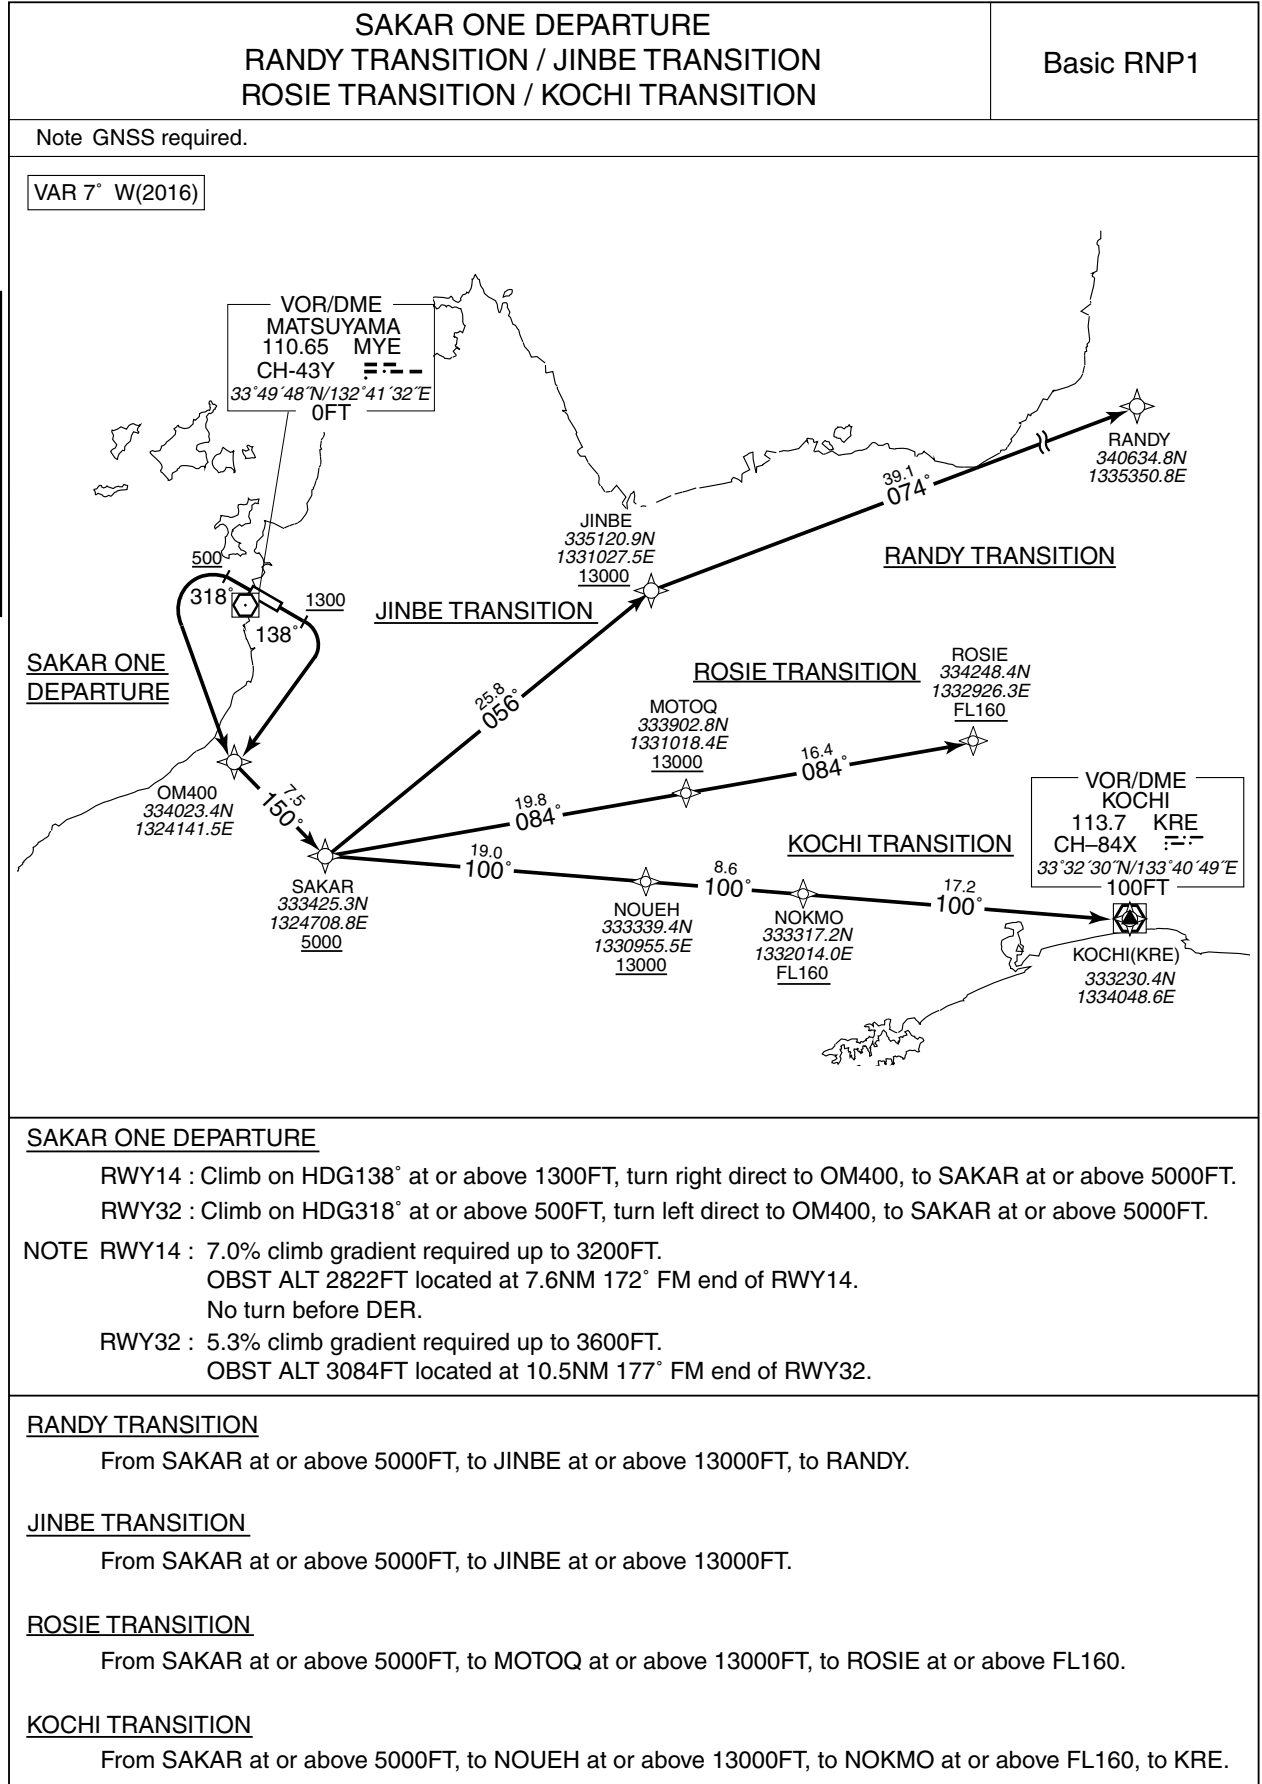 SAKAR ONE DEPARTURE
RANDY TRANSITION / JINBE TRANSITION
ROSIE TRANSITION / KOCHI TRANSITION
Basic RNP1
Note GNSS required.
VAR 7° W(2016)
VOR/DME
MATSUYAMA
110.65 MYE
CH-43Y
33°49´48˝N/132°41´32˝E
0FT
RANDY
340634.8N
1335350.8E
39.1
074°
JINBE
335120.9N
1331027.5E
13000
RANDY TRANSITION
500
318°
1300
138°
JINBE TRANSITION
SAKAR ONE
DEPARTURE
25.8
056°
ROSIE TRANSITION
ROSIE
334248.4N
1332926.3E
FL160
MOTOQ
333902.8N
1331018.4E
13000
16.4
084°
OM400
334023.4N
1324141.5E
7.5
150°
19.8
084°
VOR/DME
KOCHI
113.7 KRE
CH–84X
33°32´30˝N/133°40´49˝E
100FT
KOCHI TRANSITION
19.0
100°
8.6
100°
17.2
100°
SAKAR
333425.3N
1324708.8E
5000
NOUEH
333339.4N
1330955.5E
13000
NOKMO
333317.2N
1332014.0E
FL160
KOCHI(KRE)
333230.4N
1334048.6E
SAKAR ONE DEPARTURE
RWY14 : Climb on HDG138° at or above 1300FT, turn right direct to OM400, to SAKAR at or above 5000FT.
RWY32 : Climb on HDG318° at or above 500FT, turn left direct to OM400, to SAKAR at or above 5000FT.
NOTE RWY14 : 7.0% climb gradient required up to 3200FT.
OBST ALT 2822FT located at 7.6NM 172° FM end of RWY14.
No turn before DER.
RWY32 : 5.3% climb gradient required up to 3600FT.
OBST ALT 3084FT located at 10.5NM 177° FM end of RWY32.
RANDY TRANSITION
From SAKAR at or above 5000FT, to JINBE at or above 13000FT, to RANDY.
JINBE TRANSITION
From SAKAR at or above 5000FT, to JINBE at or above 13000FT.
ROSIE TRANSITION
From SAKAR at or above 5000FT, to MOTOQ at or above 13000FT, to ROSIE at or above FL160.
KOCHI TRANSITION
From SAKAR at or above 5000FT, to NOUEH at or above 13000FT, to NOKMO at or above FL160, to KRE.